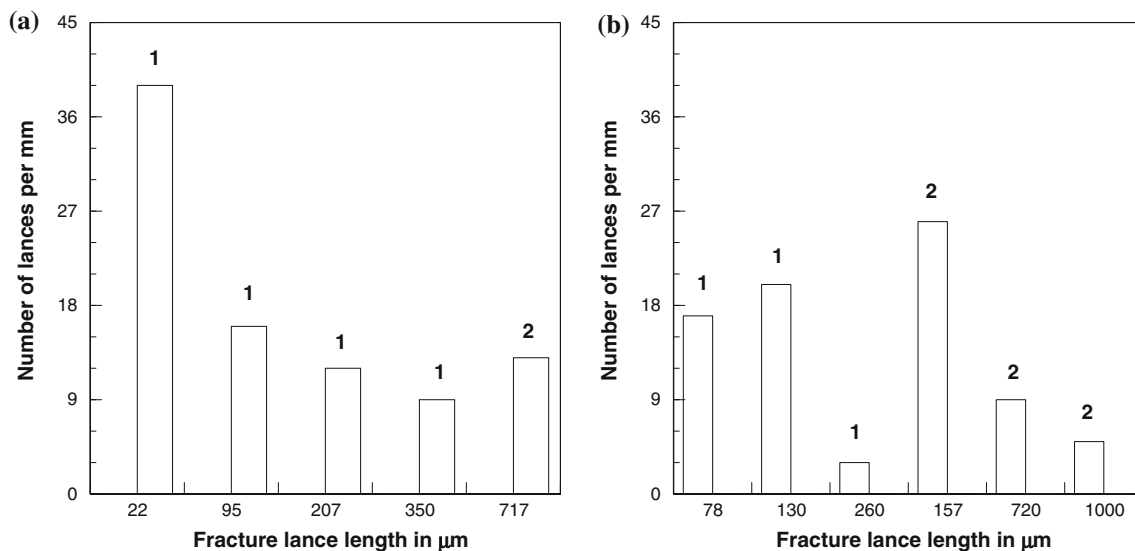 (a)
45
36
27
18
9
0
Number of lances per mm
1
1
1
1
2
22 95 207 350 717
Fracture lance length in μm
(b)
45
36
27
18
9
0
Number of lances per mm
1
1
1
2
2
2
78 130 260 157 720 1000
Fracture lance length in μm